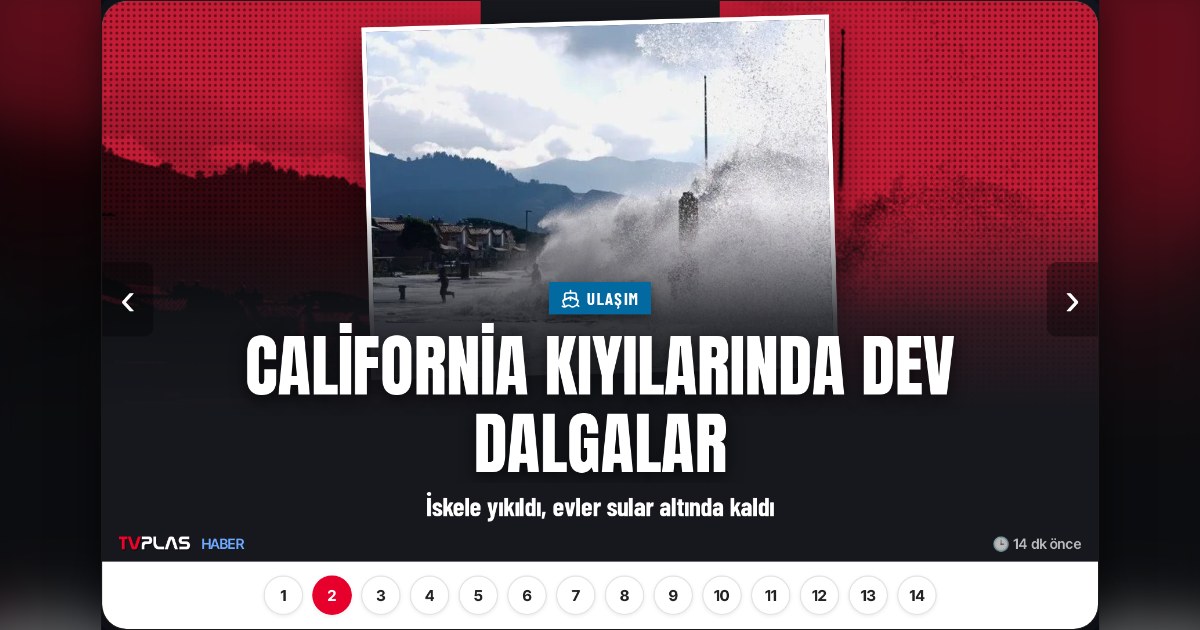 ULAŞIM
CALİFORNİA KIYILARINDA DEV
DALGALAR
İskele yıkıldı, evler sular altında kaldı
TVPLAS HABER
14 dk önce
1 2 3 4 5 6 7 8 9 10 11 12 13 14